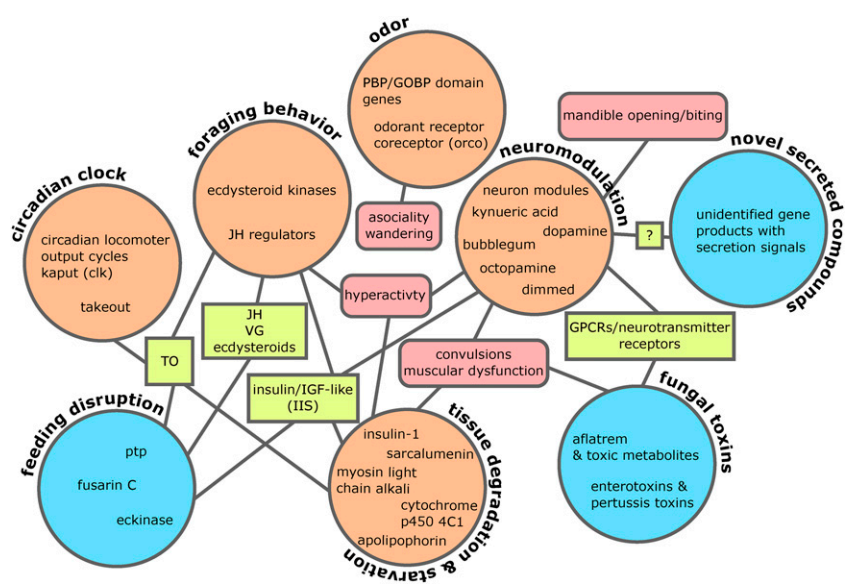 odor
PBP/GOBP domain
genes
odorant receptor
coreceptor (orco)
foraging behavior
ecdysteroid kinases
JH regulators
mandible opening/biting
neuromodulation
neuron modules
kynueric acid
dopamine
bubblegum
octopamine
dimmed
novel secreted compounds
unidentified gene
products with
secretion signals
?
circadian clock
circadian locomoter
output cycles
kaput (clk)
takeout
asociality
wandering
hyperactivty
JH
VG
ecdysteroids
GPCRs/neurotransmitter
receptors
TO
convulsions
muscular dysfunction
insulin/IGF-like
(IIS)
feeding disruption
ptp
fusarin C
eckinase
tissue degradation & starvation
insulin-1
sarcalumenin
myosin light
chain alkali
cytochrome
p450 4C1
apolipophorin
fungal toxins
aflatrem
& toxic metabolites
enterotoxins &
pertussis toxins